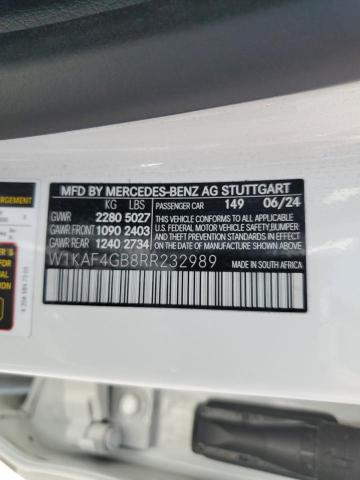 MFD BY MERCEDES-BENZ AG STUTTGART
KG LBS PASSENGER CAR 149 06/24
GVWR 2280 5027 THIS VEHICLE CONFORMS TO ALL APPLICABLE
GAWR FRONT 1090 2403 U.S. FEDERAL MOTOR VEHICLE SAFETY, BUMPER
GAWR REAR 1240 2734 AND THEFT PREVENTION STANDARDS IN EFFECT
ON THE DATE OF MANUFACTURE SHOWN ABOVE.
W1KAF4GB8RR232989
MADE IN SOUTH AFRICA